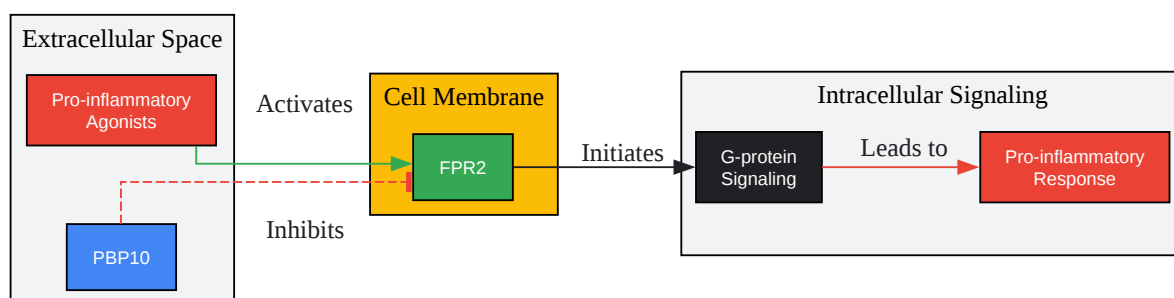 Extracellular Space
Pro-inflammatory
Agonists
Activates
Cell Membrane
FPR2
Inhibits
PBP10
Initiates
Intracellular Signaling
G-protein
Signaling
Leads to
Pro-inflammatory
Response